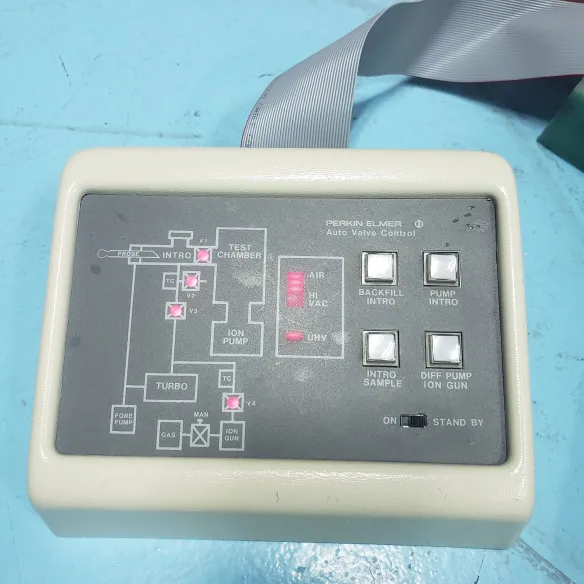 PERKIN-ELMER
Auto Valve Control
V1
PROBE
INTRO
TEST
CHAMBER
TC
V2
V3
AIR
HI
VAC
UHV
BACKFILL
INTRO
PUMP
INTRO
ION
PUMP
INTRO
SAMPLE
DIFF PUMP
ION GUN
TURBO
TC
V4
FORE
PUMP
MAN
GAS
ION
GUN
ON
STAND BY